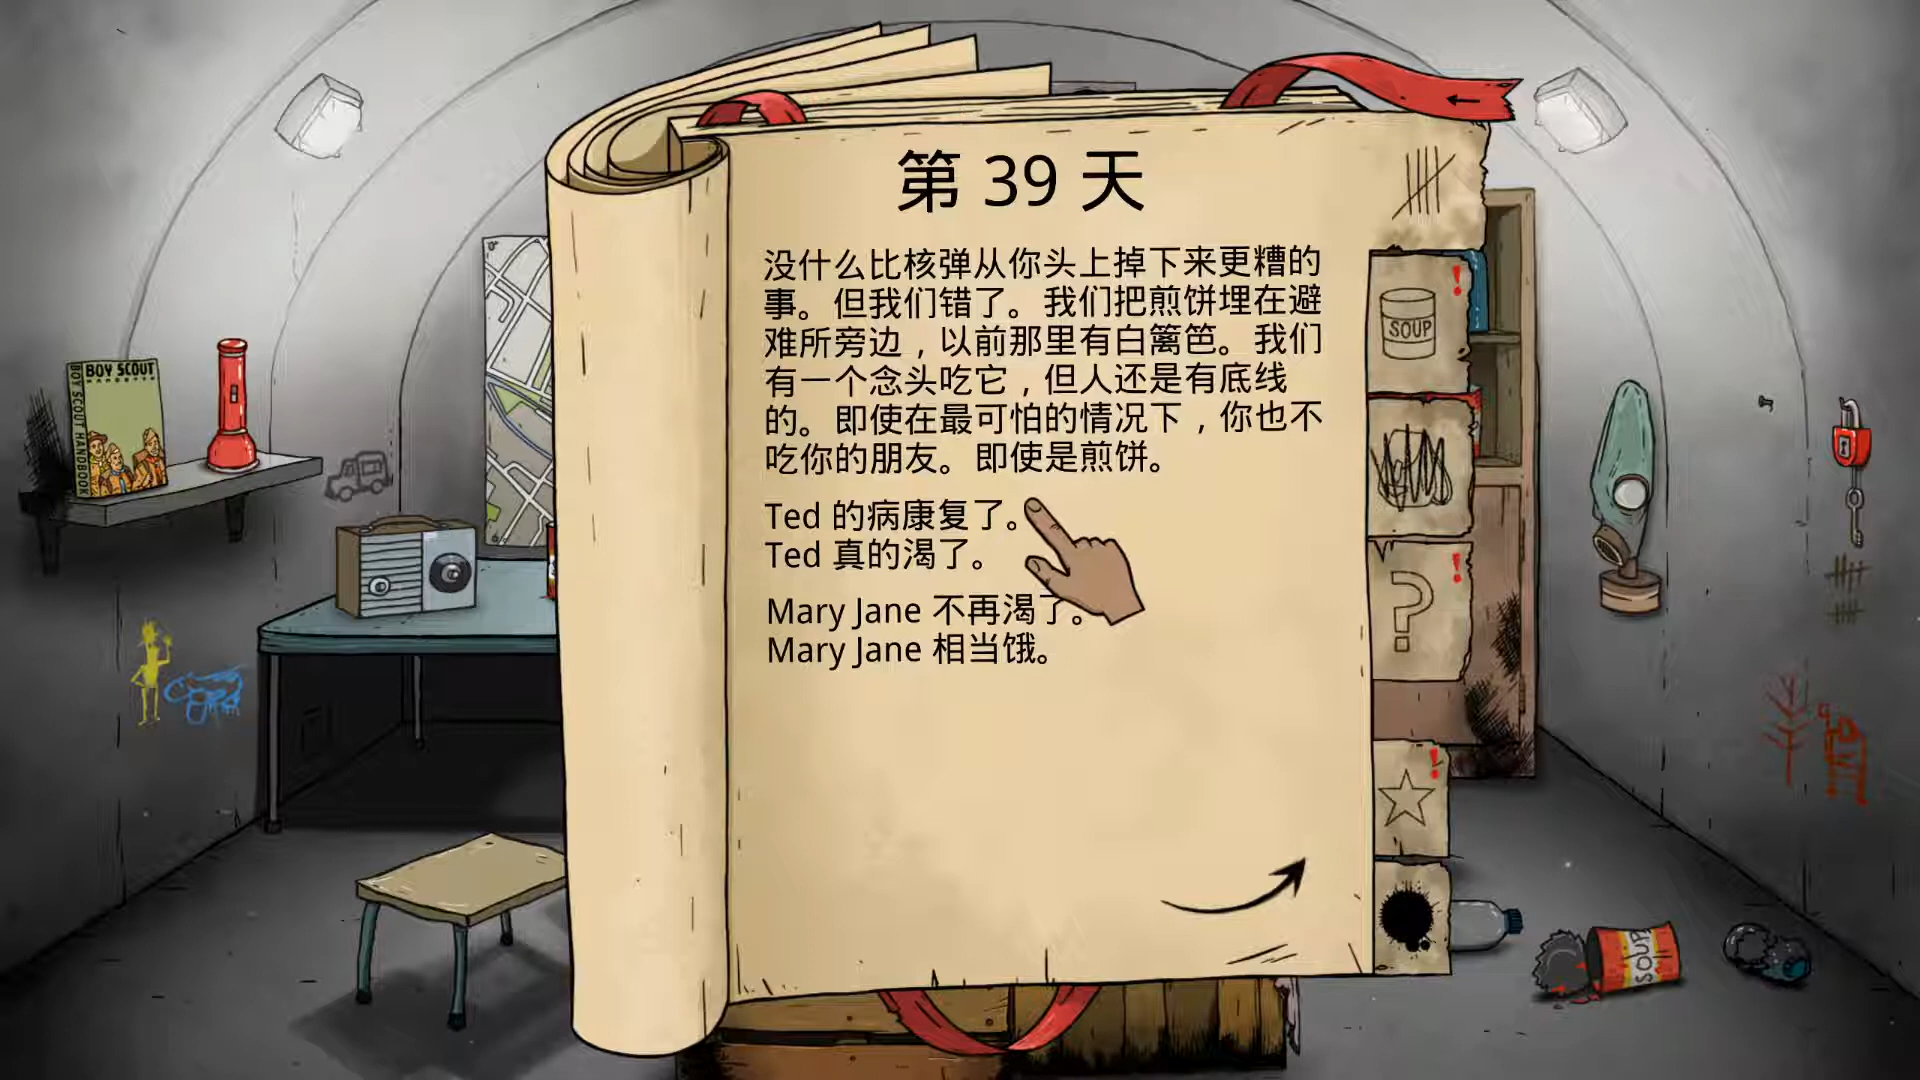 第 39 天
没什么比核弹从你头上掉下来更糟的
事。但我们错了。我们把煎饼埋在避
难所旁边，以前那里有白篱笆。我们
有一个念头吃它，但人还是有底线
的。即使在最可怕的情况下，你也不
吃你的朋友。即使是煎饼。
Ted 的病康复了。
Ted 真的渴了。
Mary Jane 不再渴了。
Mary Jane 相当饿。
SOUP
?
BOY SCOUT
BOY SCOUT HANDBOOK
SOUP